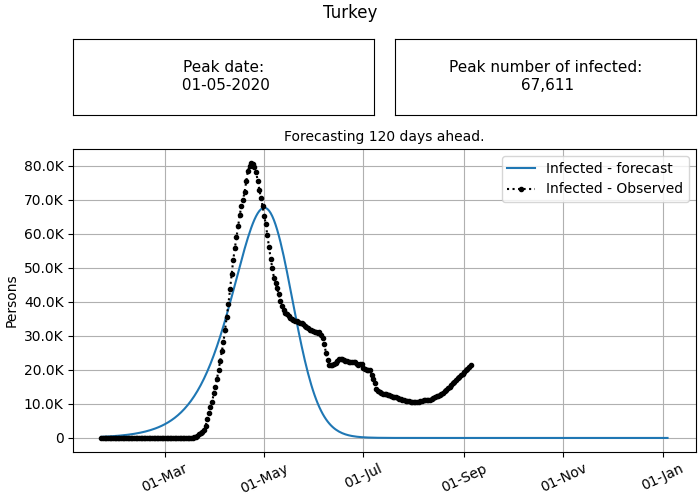 Turkey
Peak date:
01-05-2020
Peak number of infected:
67,611
Forecasting 120 days ahead.
Infected - forecast
Infected - Observed
Persons
80.0K
70.0K
60.0K
50.0K
40.0K
30.0K
20.0K
10.0K
0
01-Mar
01-May
01-Jul
01-Sep
01-Nov
01-Jan